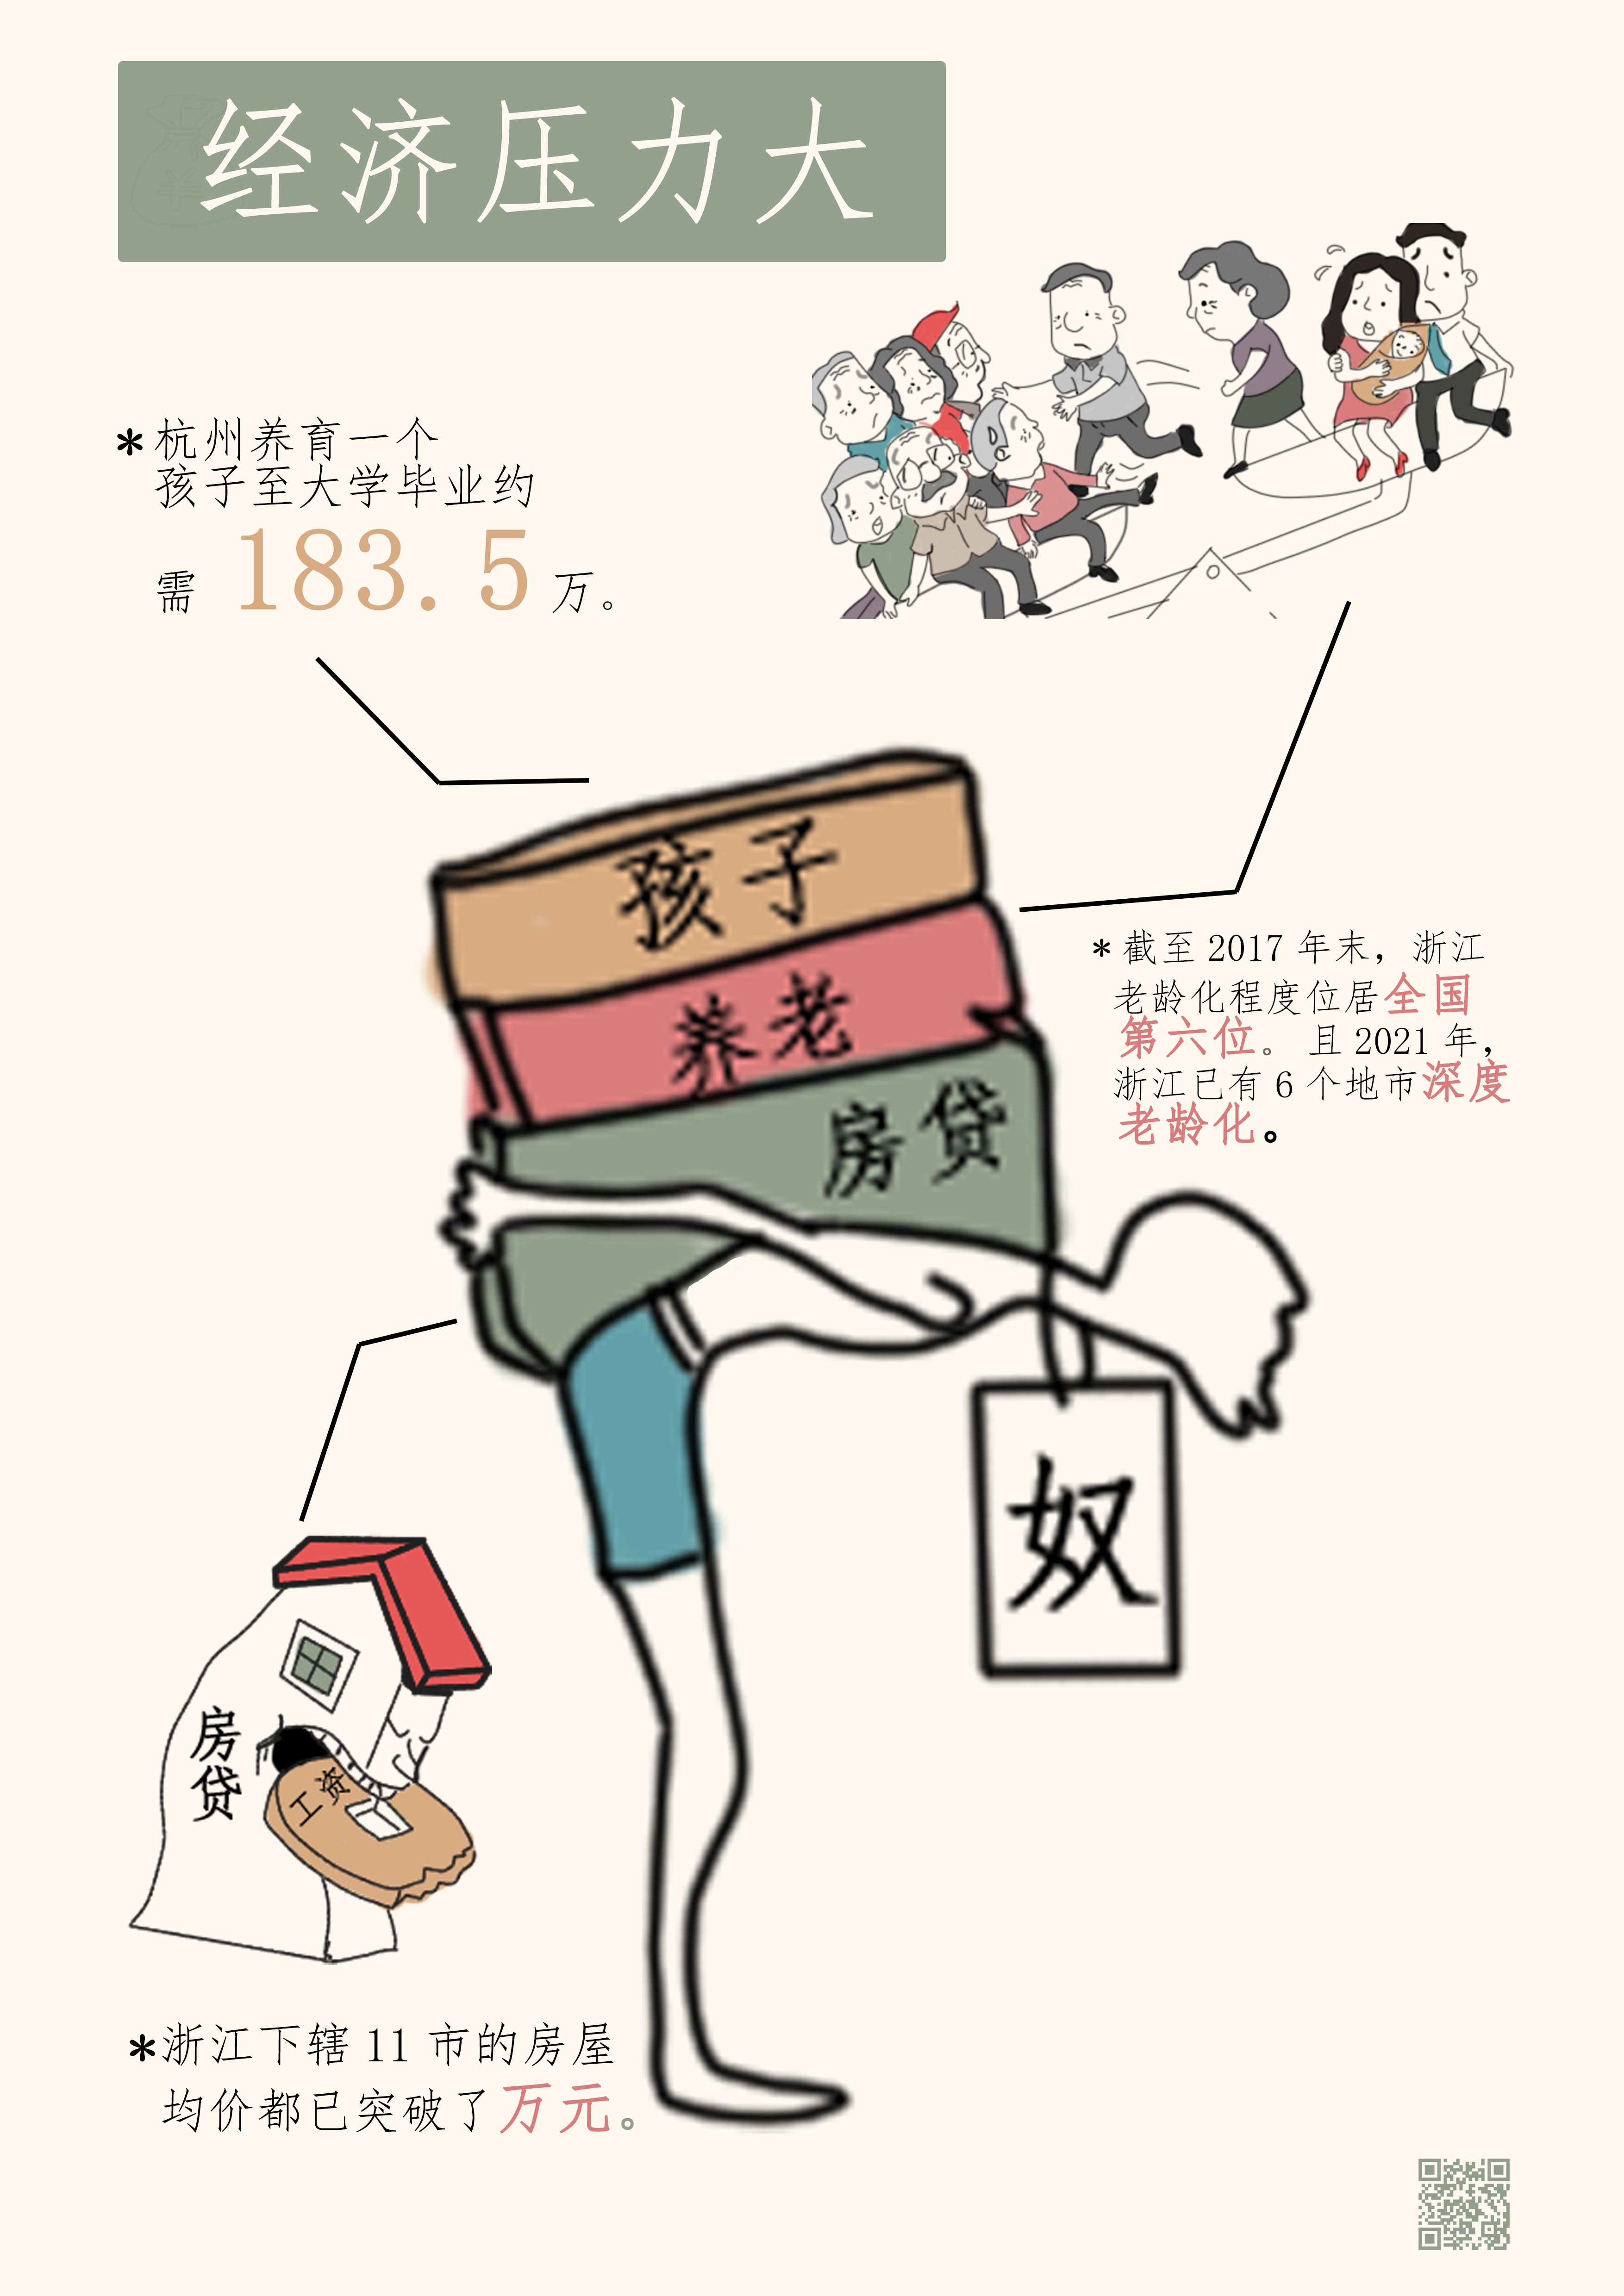 经济压力大
*杭州养育一个
孩子至大学毕业约
需 183.5 万。
孩子
养老
房贷
*截至 2017 年末，浙江
老龄化程度位居全国
第六位。且 2021 年，
浙江已有 6 个地市深度
老龄化。
奴
房贷
工资
*浙江下辖 11 市的房屋
均价都已突破了万元。